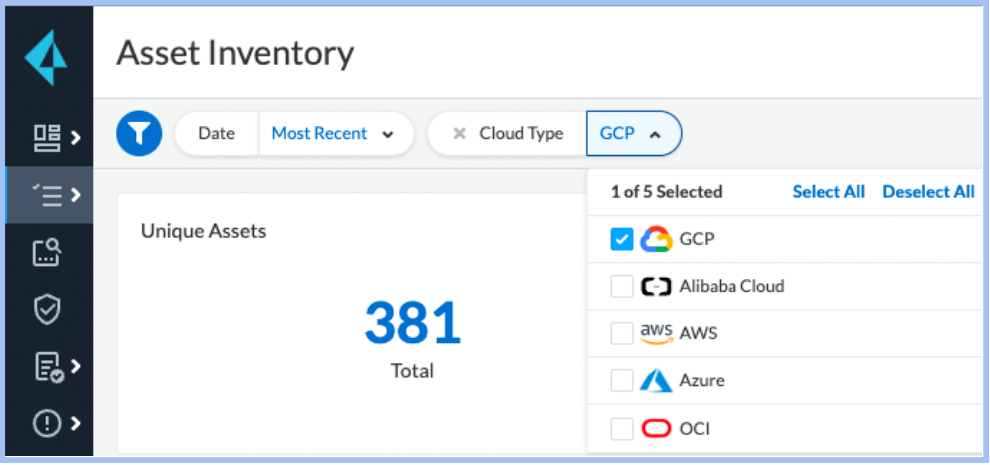 Asset Inventory
Date Most Recent Cloud Type GCP
1 of 5 Selected Select All Deselect All
Unique Assets
GCP
Alibaba Cloud
381
aws AWS
Total
Azure
OCI